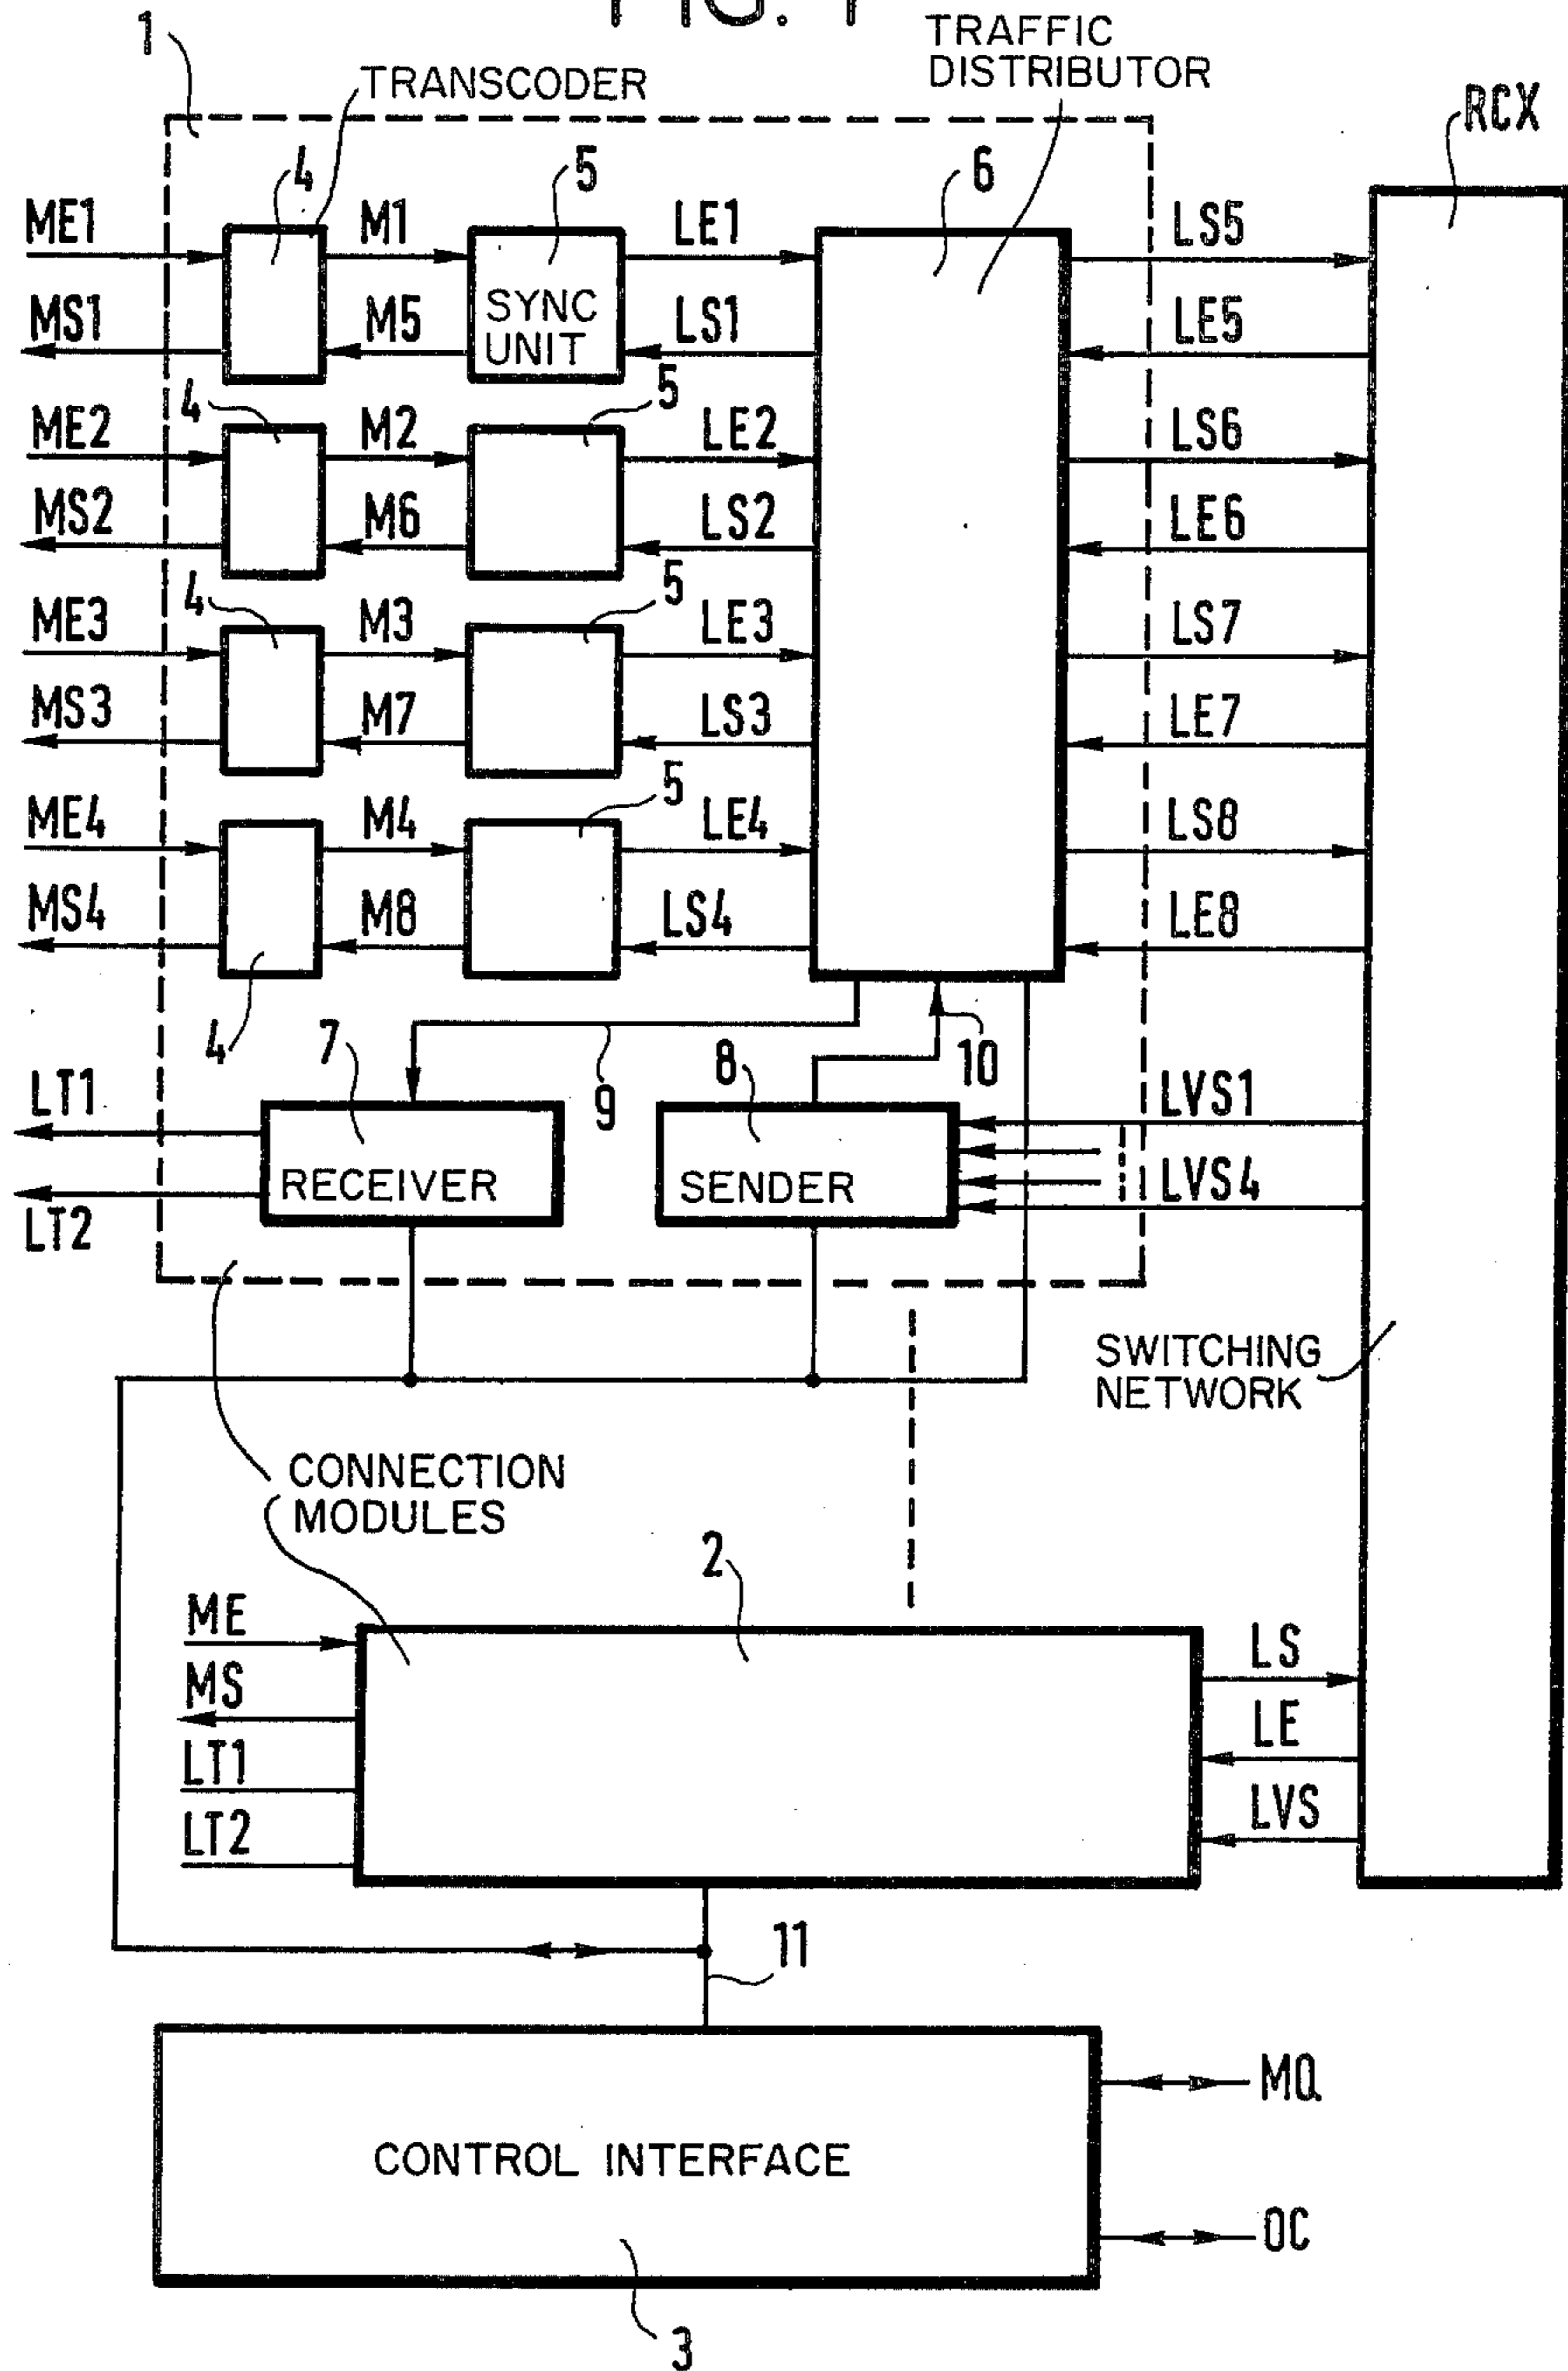 FIG. 1
1
TRANSCODER
TRAFFIC
DISTRIBUTOR
RCX
4
5
6
ME1
M1
LE1
LS5
MS1
M5
SYNC
UNIT
LS1
LE5
4
5
ME2
M2
LE2
LS6
MS2
M6
LS2
LE6
4
5
ME3
M3
LE3
LS7
MS3
M7
LS3
LE7
5
ME4
M4
LE4
LS8
MS4
M8
LS4
LE8
4
7
9
8
10
LT1
LVS1
RECEIVER
SENDER
LVS4
LT2
SWITCHING
NETWORK
CONNECTION
MODULES
2
ME
LS
MS
LE
LT1
LVS
LT2
11
MQ
CONTROL INTERFACE
OC
3